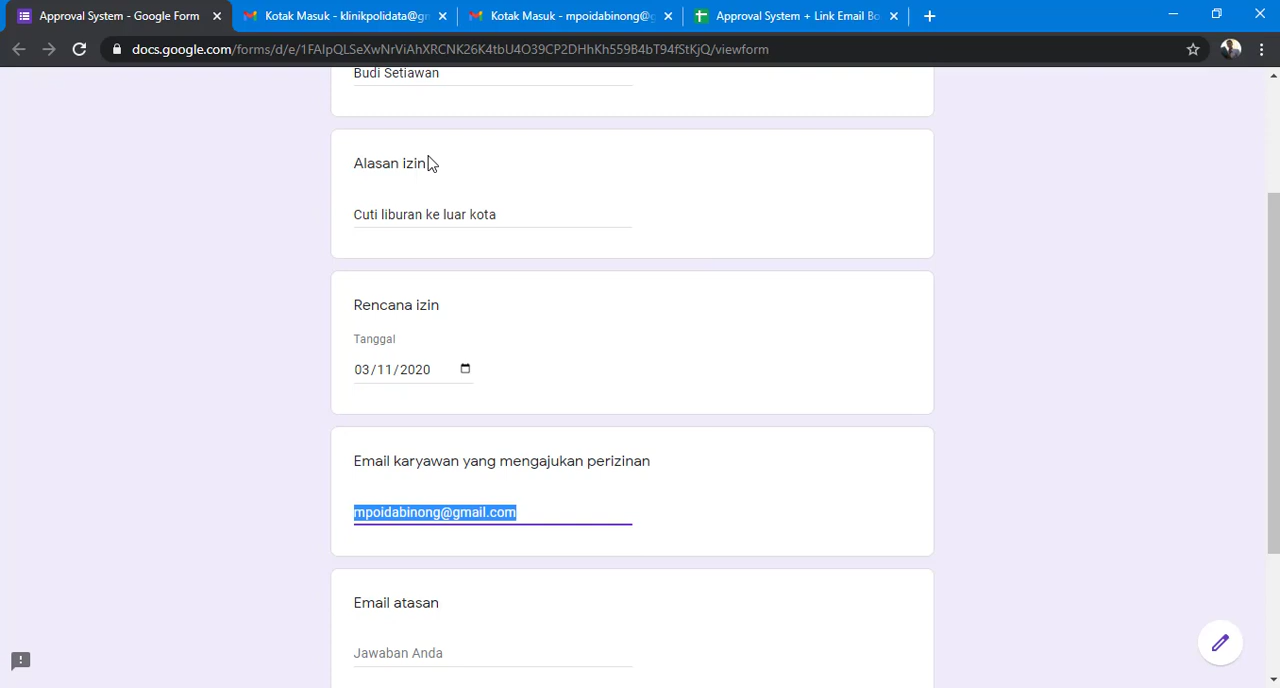 Approval System - Google Form
Kotak Masuk - klinikpolidata@gm
Kotak Masuk - mpoidabinong@g
Approval System + Link Email Bo
docs.google.com/forms/d/e/1FAIpQLSeXwNrViAhXRCNK26K4tbU4O39CP2DHhKh559B4bT94fStKjQ/viewform
Budi Setiawan
Alasan izin
Cuti liburan ke luar kota
Rencana izin
Tanggal
03/11/2020
Email karyawan yang mengajukan perizinan
mpoidabinong@gmail.com
Email atasan
Jawaban Anda